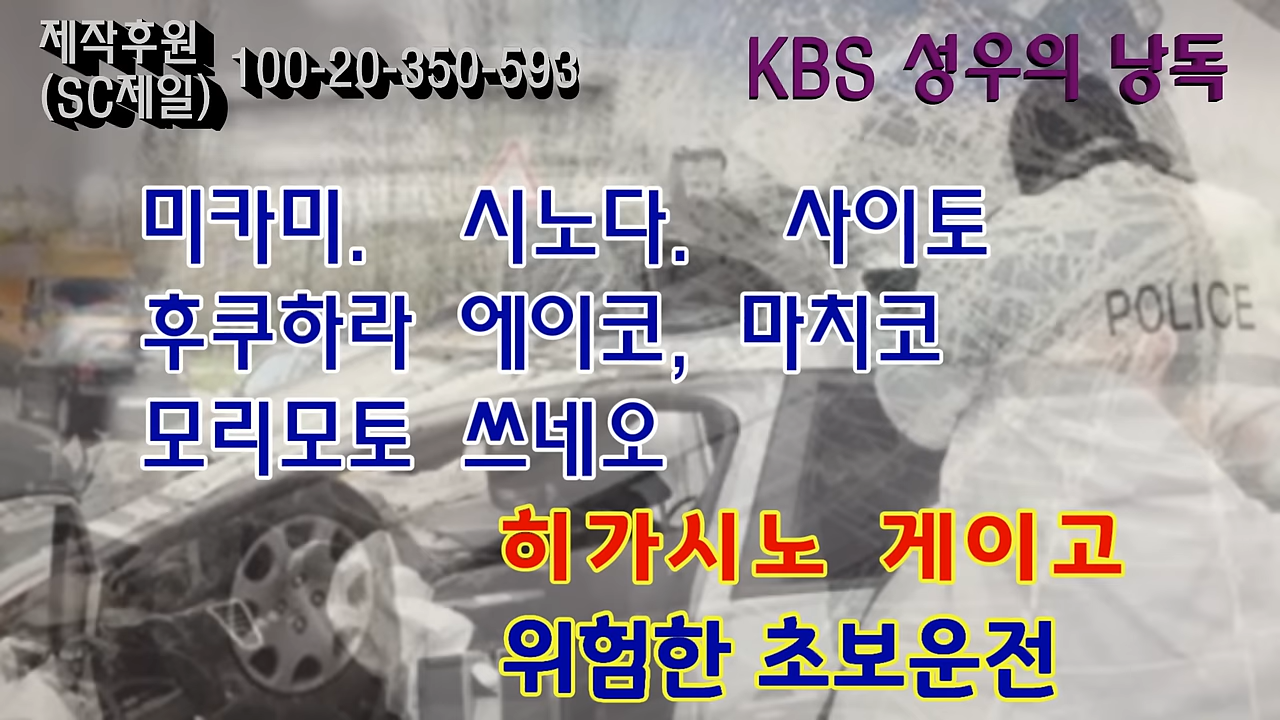 제작후원
(SC제일) 100-20-350-593
KBS 성우의 낭독
미카미. 시노다. 사이토
후쿠하라 에이코, 마치코
모리모토 쓰네오
히가시노 게이고
위험한 초보운전
POLICE